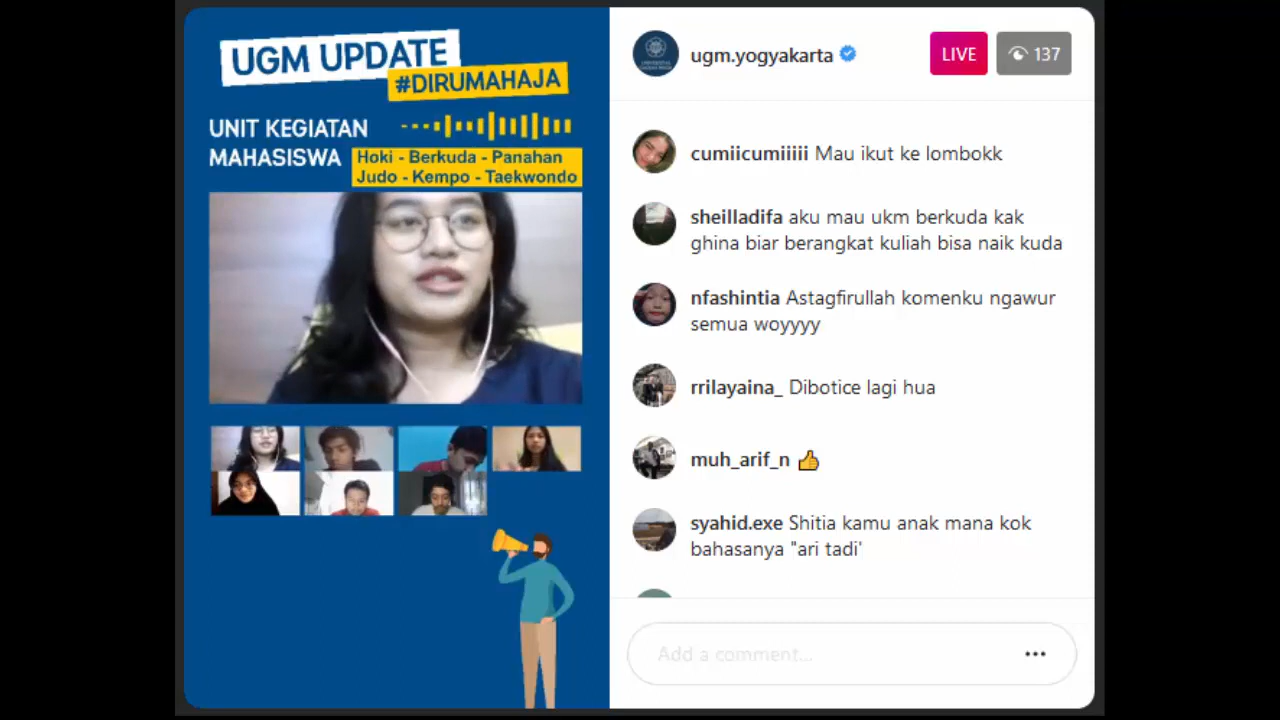 UGM UPDATE
#DIRUMAHAJA
UNIT KEGIATAN
MAHASISWA
Hoki - Berkuda - Panahan
Judo - Kempo - Taekwondo
ugm.yogyakarta
LIVE
137
cumiicumiiiii Mau ikut ke lombokk
sheilladifa aku mau ukm berkuda kak
ghina biar berangkat kuliah bisa naik kuda
nfashintia Astagfirullah komenku ngawur
semua woyyyy
rrilayaina_ Dibotice lagi hua
muh_arif_n 👍
syahid.exe Shitia kamu anak mana kok
bahasanya "ari tadi'
Add a comment...